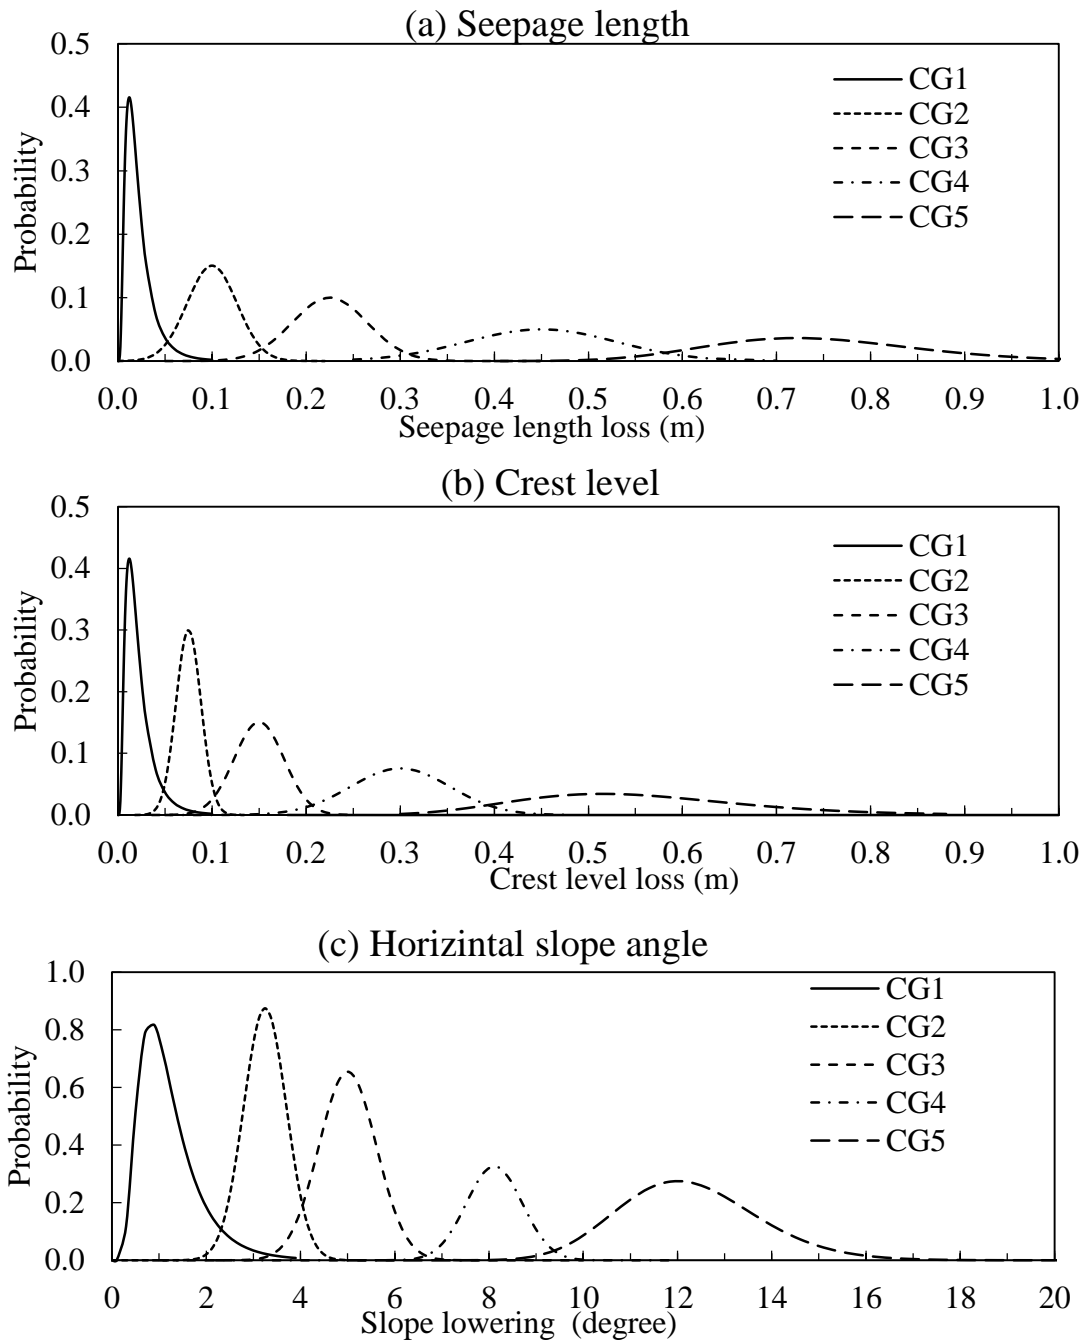 (a) Seepage length
0.5
0.4
0.3
0.2
0.1
0.0
Probability
CG1
CG2
CG3
CG4
CG5
0.0 0.1 0.2 0.3 0.4 0.5 0.6 0.7 0.8 0.9 1.0
Seepage length loss (m)
(b) Crest level
0.5
0.4
0.3
0.2
0.1
0.0
Probability
CG1
CG2
CG3
CG4
CG5
0.0 0.1 0.2 0.3 0.4 0.5 0.6 0.7 0.8 0.9 1.0
Crest level loss (m)
(c) Horizintal slope angle
1.0
0.8
0.6
0.4
0.2
0.0
Probability
CG1
CG2
CG3
CG4
CG5
0 2 4 6 8 10 12 14 16 18 20
Slope lowering (degree)